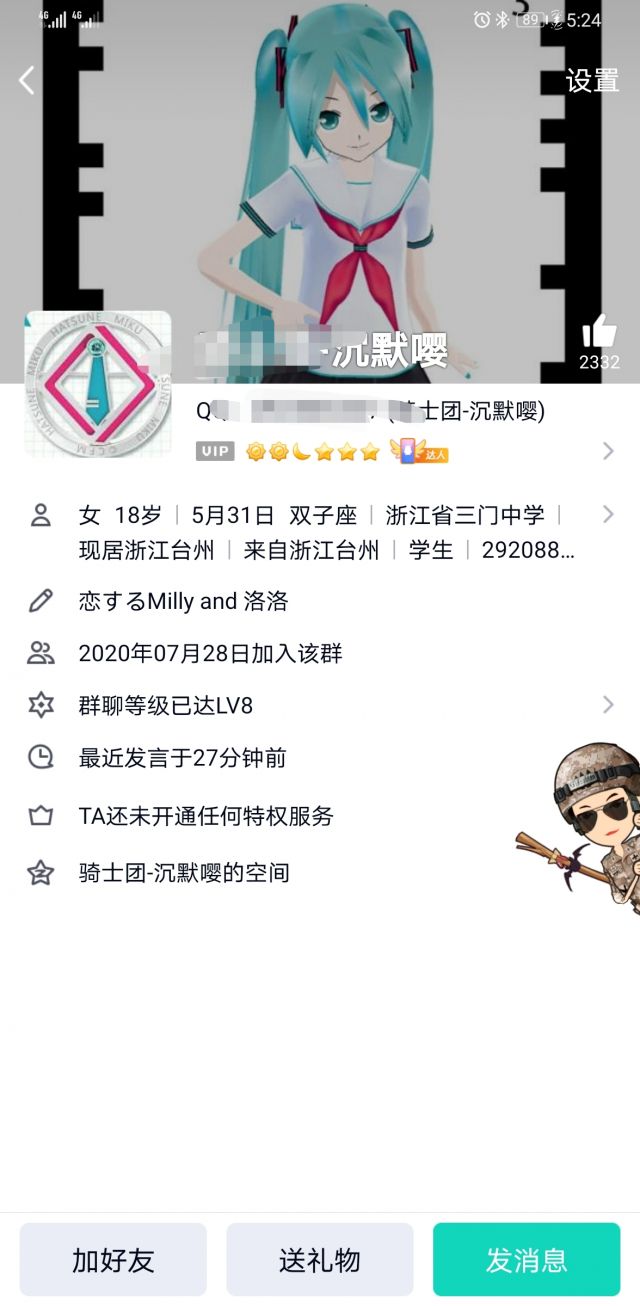 4G 4G 89 5:24
设置
-沉默嘤
2332
HATSUNE MIKU
士团-沉默嘤)
VIP 达人
女 18岁 | 5月31日 双子座 | 浙江省三门中学 |
现居浙江台州 | 来自浙江台州 | 学生 | 292088...
恋するMilly and 洛洛
2020年07月28日加入该群
群聊等级已达LV8
最近发言于27分钟前
TA还未开通任何特权服务
骑士团-沉默嘤的空间
加好友 送礼物 发消息